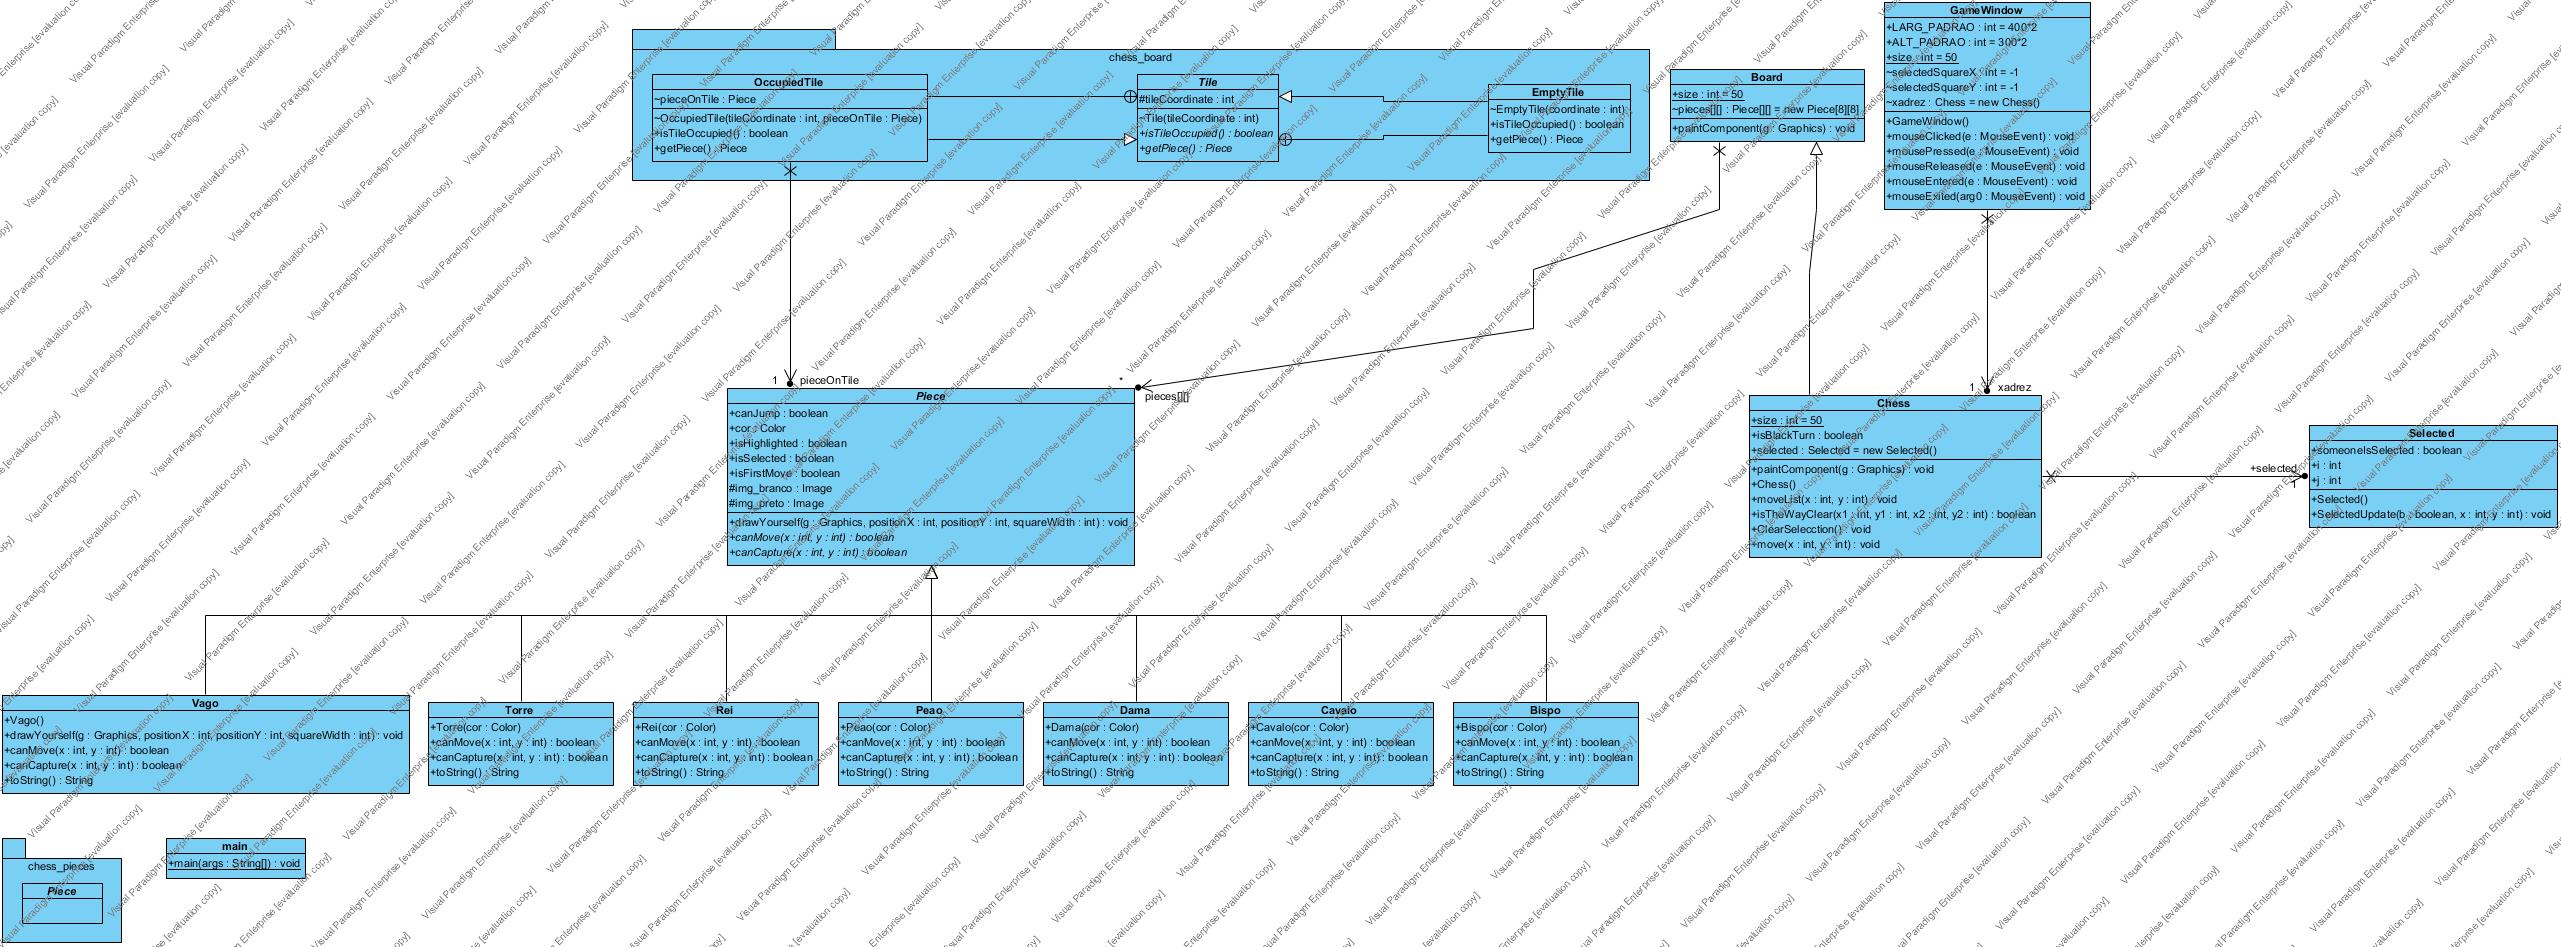 chess_board
OccupiedTile
~pieceOnTile : Piece
~OccupiedTile(tileCoordinate : int, pieceOnTile : Piece)
+isTileOccupied() : boolean
+getPiece() : Piece
Tile
#tileCoordinate : int
~Tile(tileCoordinate : int)
+isTileOccupied() : boolean
+getPiece() : Piece
EmptyTile
~EmptyTile(coordinate : int)
+isTileOccupied() : boolean
+getPiece() : Piece
Board
+size : int = 50
~pieces[][] : Piece[][] = new Piece[8][8]
+paintComponent(g : Graphics) : void
GameWindow
+LARG_PADRAO : int = 400*2
+ALT_PADRAO : int = 300*2
+size : int = 50
~selectedSquareX : int = -1
~selectedSquareY : int = -1
~xadrez : Chess = new Chess()
+GameWindow()
+mouseClicked(e : MouseEvent) : void
+mousePressed(e : MouseEvent) : void
+mouseReleased(e : MouseEvent) : void
+mouseEntered(e : MouseEvent) : void
+mouseExited(arg0 : MouseEvent) : void
1 pieceOnTile
*
pieces[][]
1 xadrez
Piece
+canJump : boolean
+cor : Color
+isHighlighted : boolean
+isSelected : boolean
+isFirstMove : boolean
#img_branco : Image
#img_preto : Image
+drawYourself(g : Graphics, positionX : int, positionY : int, squareWidth : int) : void
+canMove(x : int, y : int) : boolean
+canCapture(x : int, y : int) : boolean
Chess
+size : int = 50
+isBlackTurn : boolean
+selected : Selected = new Selected()
+paintComponent(g : Graphics) : void
+Chess()
+moveList(x : int, y : int) : void
+isTheWayClear(x1 : int, y1 : int, x2 : int, y2 : int) : boolean
+ClearSelecction() : void
+move(x : int, y : int) : void
+selected
1
Selected
+someoneIsSelected : boolean
+i : int
+j : int
+Selected()
+SelectedUpdate(b : boolean, x : int, y : int) : void
Vago
+Vago()
+drawYourself(g : Graphics, positionX : int, positionY : int, squareWidth : int) : void
+canMove(x : int, y : int) : boolean
+canCapture(x : int, y : int) : boolean
+toString() : String
Torre
+Torre(cor : Color)
+canMove(x : int, y : int) : boolean
+canCapture(x : int, y : int) : boolean
+toString() : String
Rei
+Rei(cor : Color)
+canMove(x : int, y : int) : boolean
+canCapture(x : int, y : int) : boolean
+toString() : String
Peao
+Peao(cor : Color)
+canMove(x : int, y : int) : boolean
+canCapture(x : int, y : int) : boolean
+toString() : String
Dama
+Dama(cor : Color)
+canMove(x : int, y : int) : boolean
+canCapture(x : int, y : int) : boolean
+toString() : String
Cavalo
+Cavalo(cor : Color)
+canMove(x : int, y : int) : boolean
+canCapture(x : int, y : int) : boolean
+toString() : String
Bispo
+Bispo(cor : Color)
+canMove(x : int, y : int) : boolean
+canCapture(x : int, y : int) : boolean
+toString() : String
chess_pieces
Piece
main
+main(args : String[]) : void
Visual Paradigm Enterprise [evaluation copy]